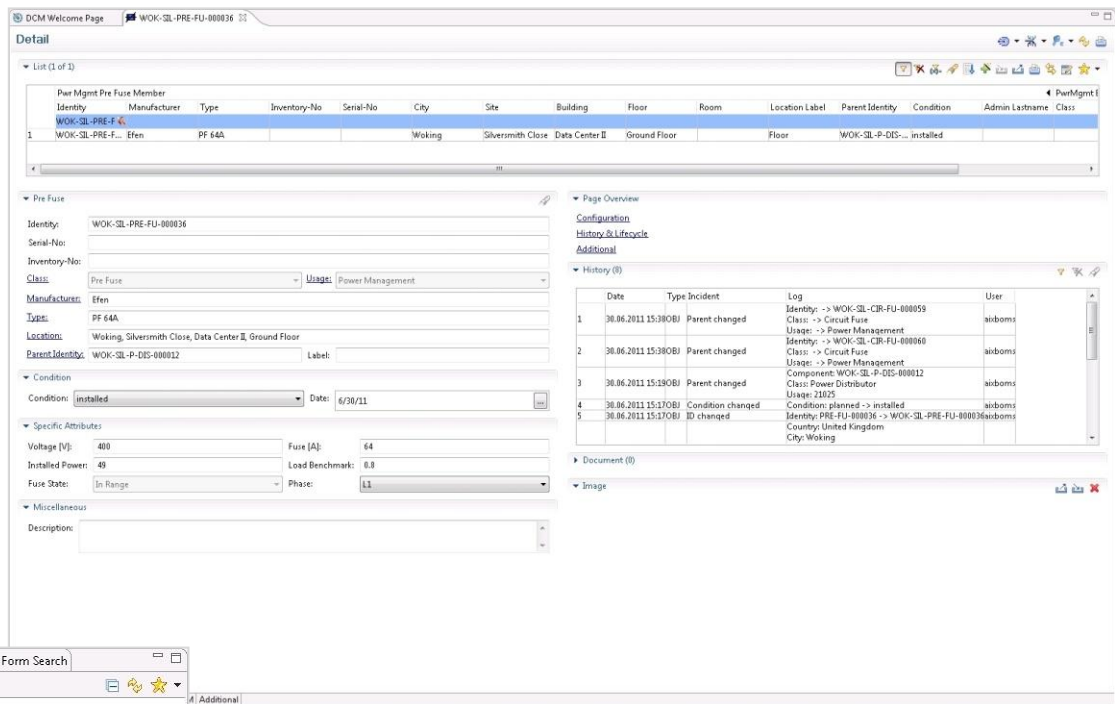 DCM Welcome Page WOK-SIL-PRE-FU-000036
Detail
List (1 of 1)
Pwr Mgmt Pre Fuse Member PwrMgmt
Identity Manufacturer Type Inventory-No Serial-No City Site Building Floor Room Location Label Parent Identity Condition Admin Lastname Class
WOK-SIL-PRE-F
1 WOK-SIL-PRE-F... Efen PF 64A Woking Silversmith Close Data Center II Ground Floor Floor WOK-SIL-P-DIS-... installed
Pre Fuse
Identity: WOK-SIL-PRE-FU-000036
Serial-No:
Inventory-No:
Class: Pre Fuse Usage: Power Management
Manufacturer: Efen
Type: PF 64A
Location: Woking, Silversmith Close, Data Center II, Ground Floor
Parent Identity: WOK-SIL-P-DIS-000012 Label:
Condition
Condition: installed Date: 6/30/11 ...
Specific Attributes
Voltage [V]: 400 Fuse [A]: 64
Installed Power: 49 Load Benchmark: 0.8
Fuse State: In Range Phase: L1
Miscellaneous
Description:
Page Overview
Configuration
History & Lifecycle
Additional
History (8)
Date Type Incident Log User
Identity: -> WOK-SIL-CIR-FU-000059
1 30.06.2011 15:38 OBJ Parent changed Class: -> Circuit Fuse aixboms
Usage: -> Power Management
Identity: -> WOK-SIL-CIR-FU-000060
2 30.06.2011 15:38 OBJ Parent changed Class: -> Circuit Fuse aixboms
Usage: -> Power Management
Component: WOK-SIL-P-DIS-000012
3 30.06.2011 15:19 OBJ Parent changed Class: Power Distributor aixboms
Usage: 21025
4 30.06.2011 15:17 OBJ Condition changed Condition: planned -> installed aixboms
5 30.06.2011 15:17 OBJ ID changed Identity: PRE-FU-000036 -> WOK-SIL-PRE-FU-000036 aixboms
Country: United Kingdom
City: Woking
Document (0)
Image
Form Search
Additional